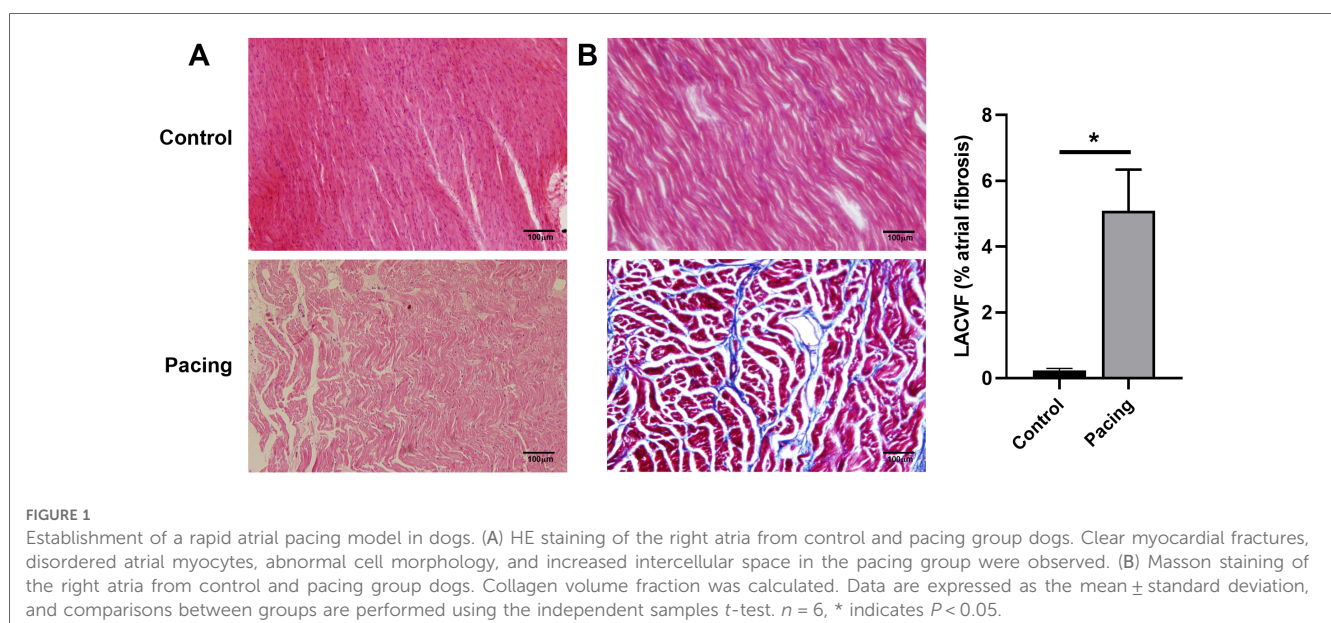 A
B
Control
100μm
100μm
Pacing
100μm
100μm
LACVF (% atrial fibrosis)
8
6
4
2
0
*
Control
Pacing
FIGURE 1
Establishment of a rapid atrial pacing model in dogs. (A) HE staining of the right atria from control and pacing group dogs. Clear myocardial fractures,
disordered atrial myocytes, abnormal cell morphology, and increased intercellular space in the pacing group were observed. (B) Masson staining of
the right atria from control and pacing group dogs. Collagen volume fraction was calculated. Data are expressed as the mean ± standard deviation,
and comparisons between groups are performed using the independent samples t-test. n = 6, * indicates P < 0.05.